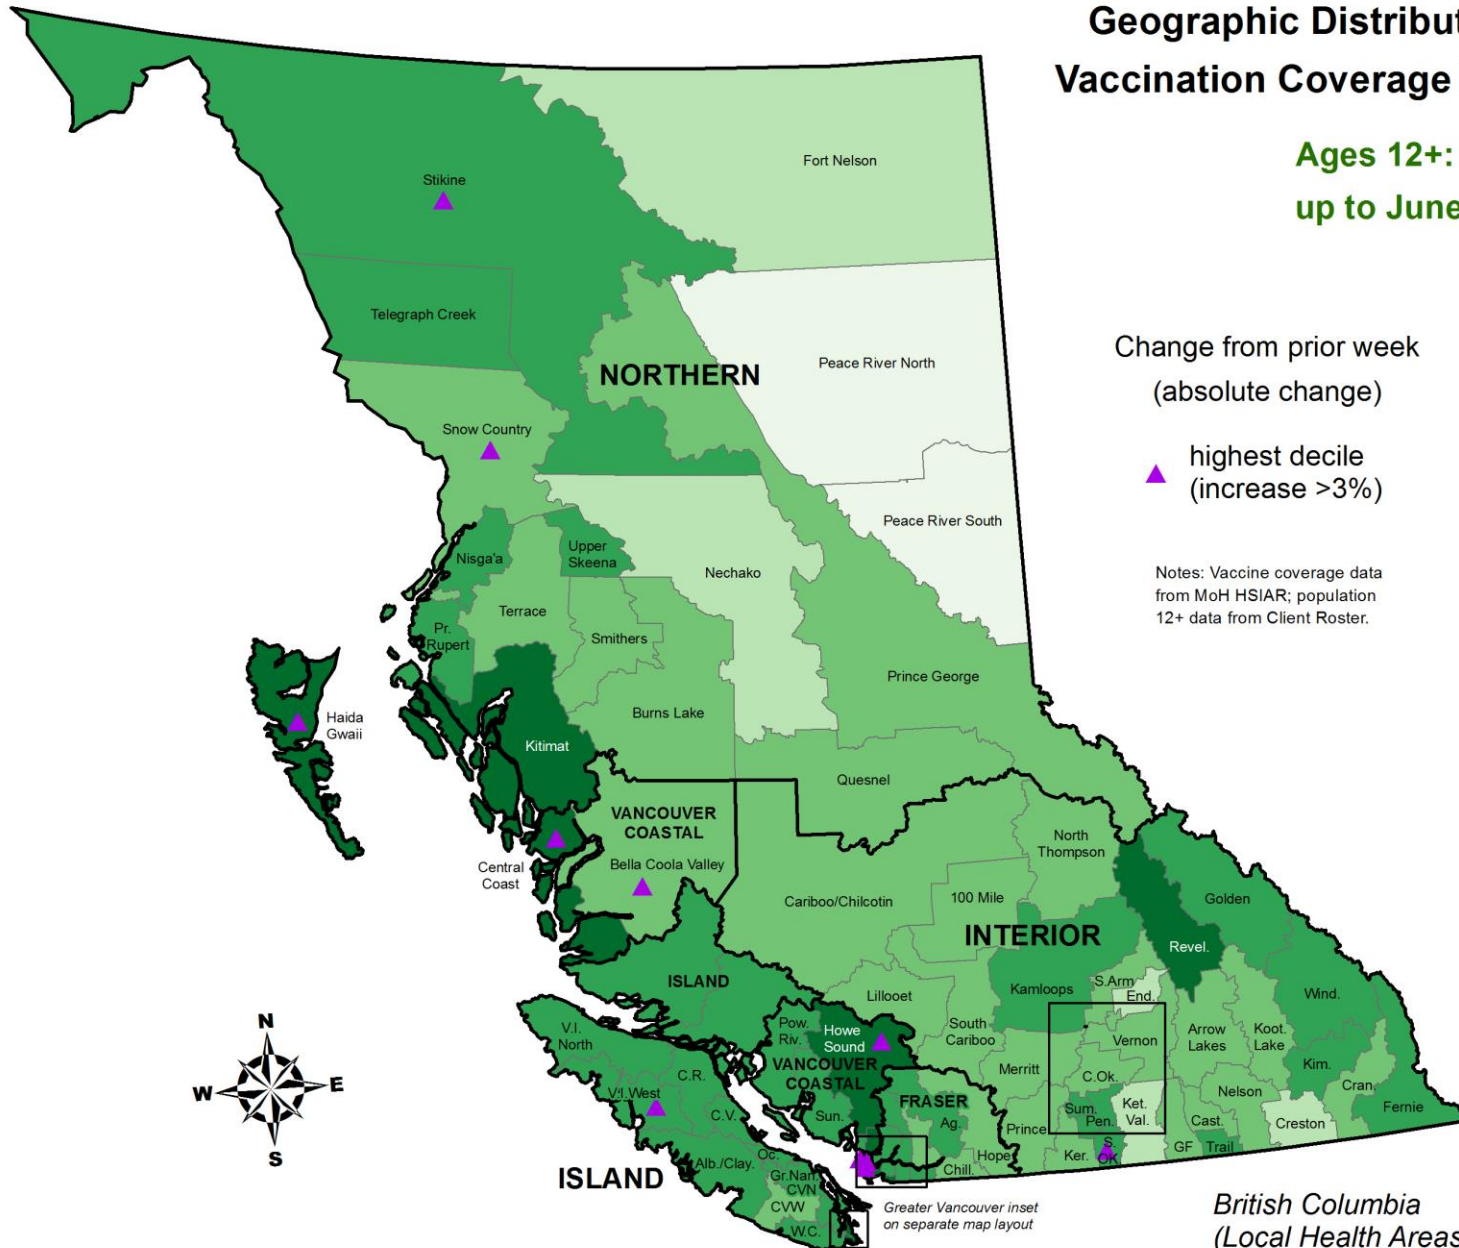 Geographic Distribut
Vaccination Coverage
Ages 12+:
up to June
Change from prior week
(absolute change)
highest decile
(increase >3%)
Notes: Vaccine coverage data
from MoH HSIAR; population
12+ data from Client Roster.
Fort Nelson
Stikine
Telegraph Creek
NORTHERN
Peace River North
Snow Country
Peace River South
Nisga'a
Upper
Skeena
Nechako
Terrace
Pr.
Rupert
Smithers
Prince George
Haida
Gwaii
Burns Lake
Kitimat
Quesnel
VANCOUVER
COASTAL
North
Thompson
Central
Coast
Bella Coola Valley
Cariboo/Chilcotin
100 Mile
Golden
INTERIOR
Revel.
ISLAND
Kamloops
S.Arm
End.
Lillooet
Wind.
V.I.
North
Pow.
Riv.
Howe
Sound
South
Cariboo
Vernon
Arrow
Lakes
Koot.
Lake
VANCOUVER
COASTAL
Merritt
C.Ok.
Kim.
C.R.
V.I.West
FRASER
Nelson
Cran.
C.V.
Sun.
Ag.
Prince
Sum.
Pen.
Ket.
Val.
Cast.
Creston
Fernie
Alb./Clay.
Oc.
Hope
Chill.
Ker.
S.
OK
GF
Trail
Gr.Nan.
CVN
CVW
W.C.
ISLAND
N
W
E
S
Greater Vancouver inset
on separate map layout
British Columbia
(Local Health Areas